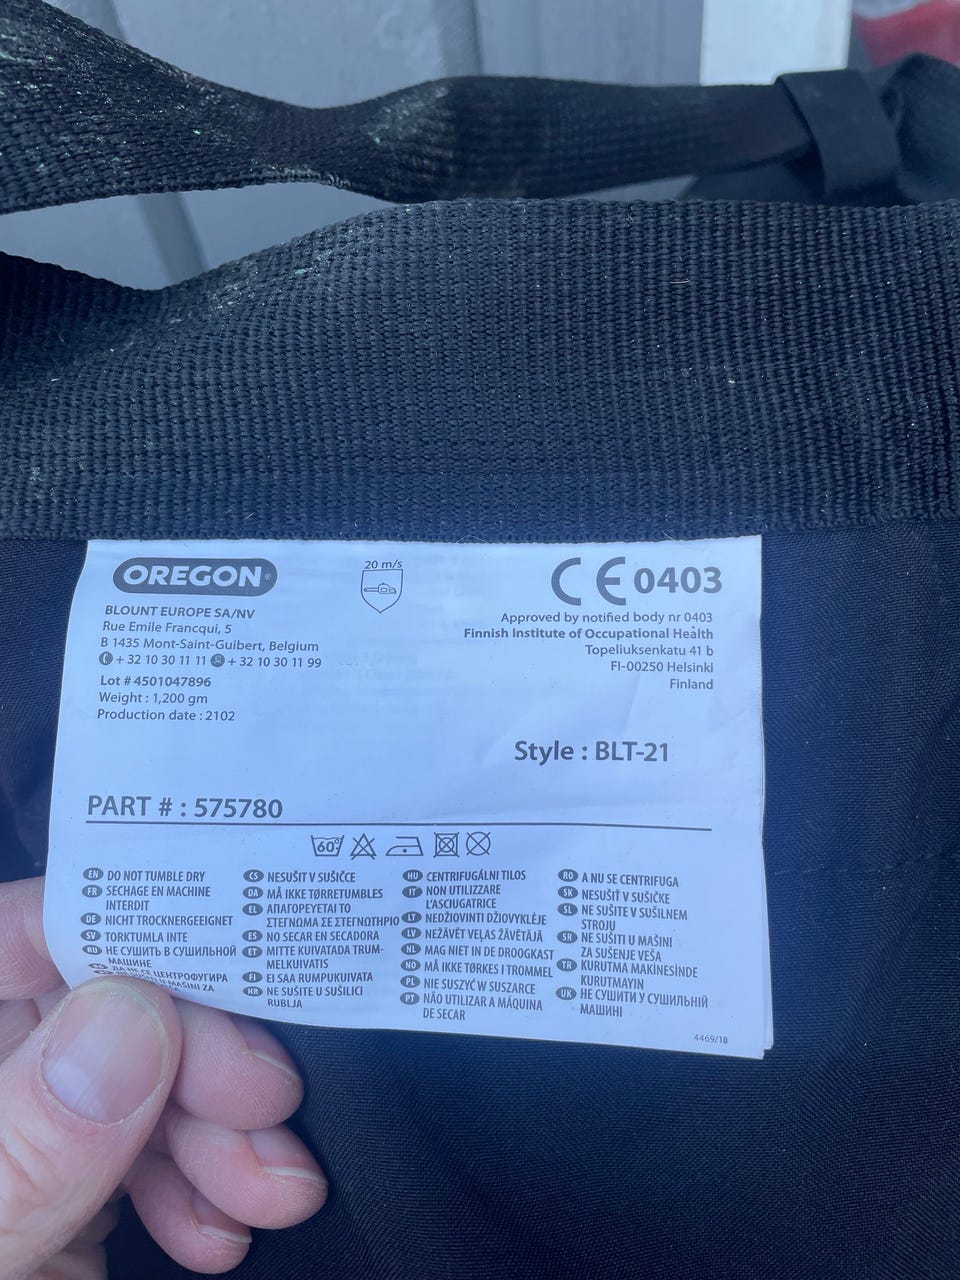 OREGON®
BLOUNT EUROPE SA/NV
Rue Emile Francqui, 5
B 1435 Mont-Saint-Guibert, Belgium
+ 32 10 30 11 11 + 32 10 30 11 99
Lot # 4501047896
Weight : 1,200 gm
Production date : 2102
20 m/s
CE 0403
Approved by notified body nr 0403
Finnish Institute of Occupational Health
Topeliuksenkatu 41 b
FI-00250 Helsinki
Finland
Style : BLT-21
PART # : 575780
60°
EN DO NOT TUMBLE DRY
FR SECHAGE EN MACHINE
INTERDIT
DE NICHT TROCKNERGEEIGNET
SV TORKTUMLA INTE
RU НЕ СУШИТЬ В СУШИЛЬНОЙ
МАШИНЕ
ДА НЕ СЕ ЦЕНТРОФУГИРА
MAŠINI ZA
CS NESUŠIT V SUŠIČCE
DA MÅ IKKE TØRRETUMBLES
EL ΑΠΑΓΟΡΕΥΕΤΑΙ ΤΟ
ΣΤΕΓΝΩΜΑ ΣΕ ΣΤΕΓΝΩΤΗΡΙΟ
ES NO SECAR EN SECADORA
ET MITTE KUIVATADA TRUM-
MELKUIVATIS
FI EI SAA RUMPUKUIVATA
HR NE SUŠITE U SUŠILICI
RUBLJA
HU CENTRIFUGÁLNI TILOS
IT NON UTILIZZARE
L'ASCIUGATRICE
LT NEDŽIOVINTI DŽIOVYKLĖJE
LV NEŽĀVĒT VEĻAS ŽĀVĒTĀJĀ
NL MAG NIET IN DE DROOGKAST
NO MÅ IKKE TØRKES I TROMMEL
PL NIE SUSZYĆ W SUSZARCE
PT NÃO UTILIZAR A MÁQUINA
DE SECAR
RO A NU SE CENTRIFUGA
SK NESUŠIŤ V SUŠIČKE
SL NE SUŠITE V SUŠILNEM
STROJU
SR NE SUŠITI U MAŠINI
ZA SUŠENJE VEŠA
TR KURUTMA MAKİNESİNDE
KURUTMAYIN
UK НЕ СУШИТИ У СУШИЛЬНІЙ
МАШИНІ
4469/18